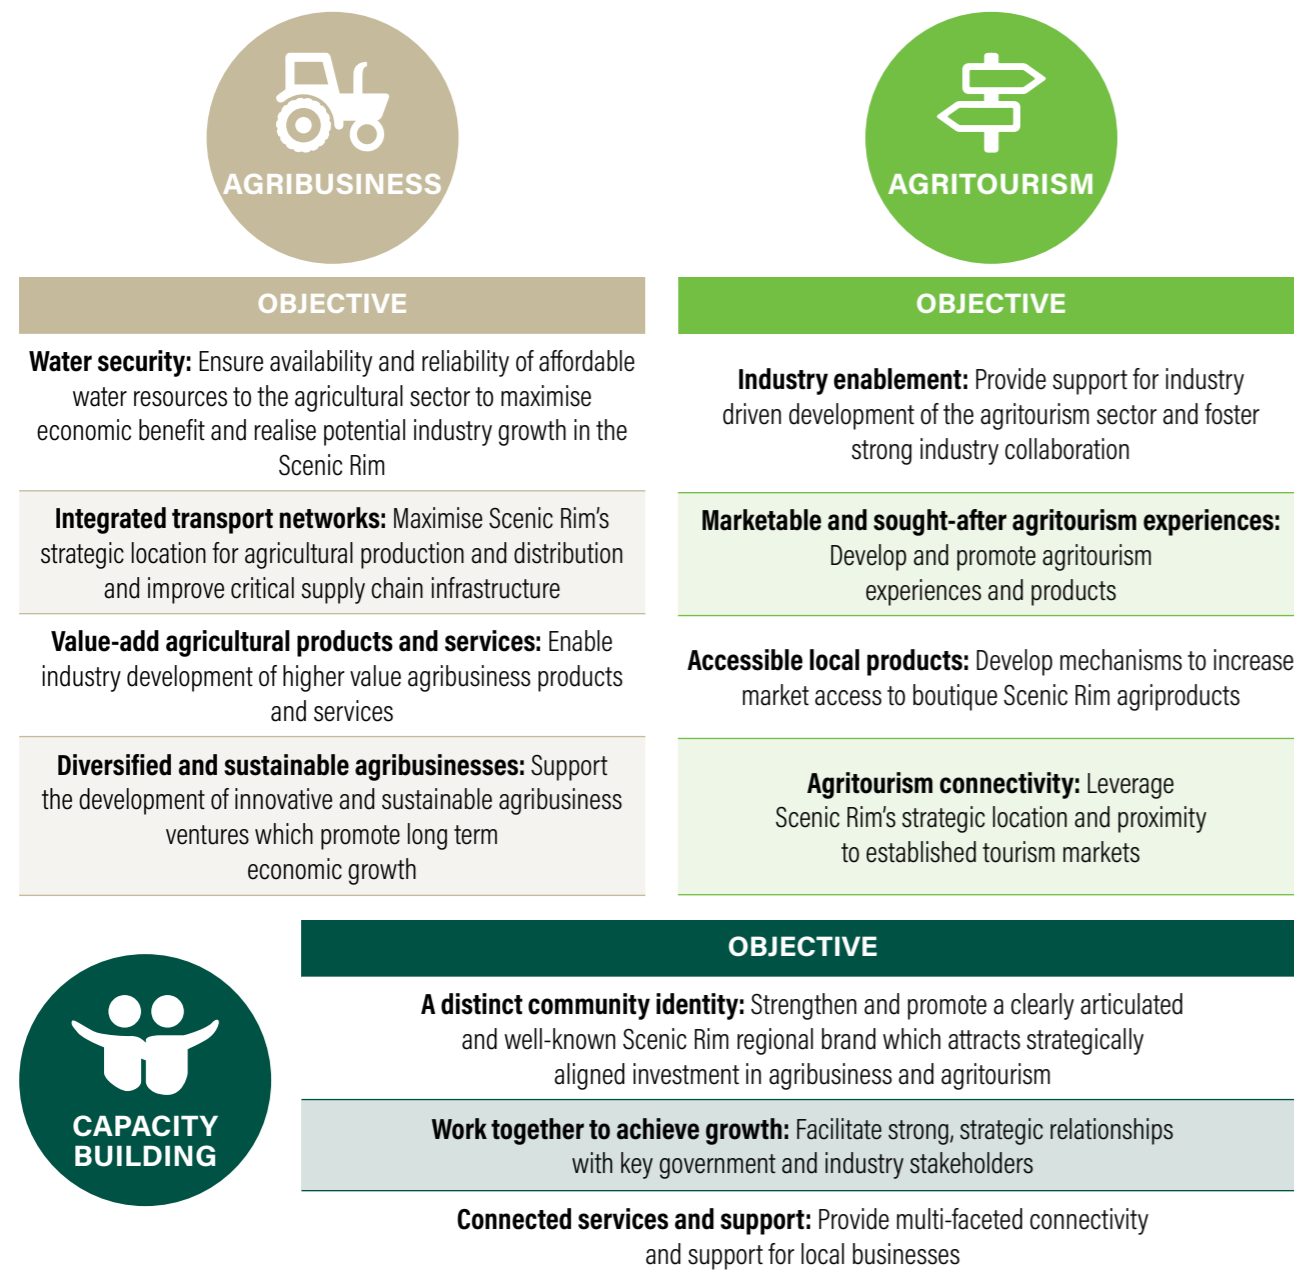 AGRIBUSINESS
OBJECTIVE
Water security: Ensure availability and reliability of affordable
water resources to the agricultural sector to maximise
economic benefit and realise potential industry growth in the
Scenic Rim
Integrated transport networks: Maximise Scenic Rim’s
strategic location for agricultural production and distribution
and improve critical supply chain infrastructure
Value-add agricultural products and services: Enable
industry development of higher value agribusiness products
and services
Diversified and sustainable agribusinesses: Support
the development of innovative and sustainable agribusiness
ventures which promote long term
economic growth
AGRITOURISM
OBJECTIVE
Industry enablement: Provide support for industry
driven development of the agritourism sector and foster
strong industry collaboration
Marketable and sought-after agritourism experiences:
Develop and promote agritourism
experiences and products
Accessible local products: Develop mechanisms to increase
market access to boutique Scenic Rim agriproducts
Agritourism connectivity: Leverage
Scenic Rim’s strategic location and proximity
to established tourism markets
CAPACITY
BUILDING
OBJECTIVE
A distinct community identity: Strengthen and promote a clearly articulated
and well-known Scenic Rim regional brand which attracts strategically
aligned investment in agribusiness and agritourism
Work together to achieve growth: Facilitate strong, strategic relationships
with key government and industry stakeholders
Connected services and support: Provide multi-faceted connectivity
and support for local businesses